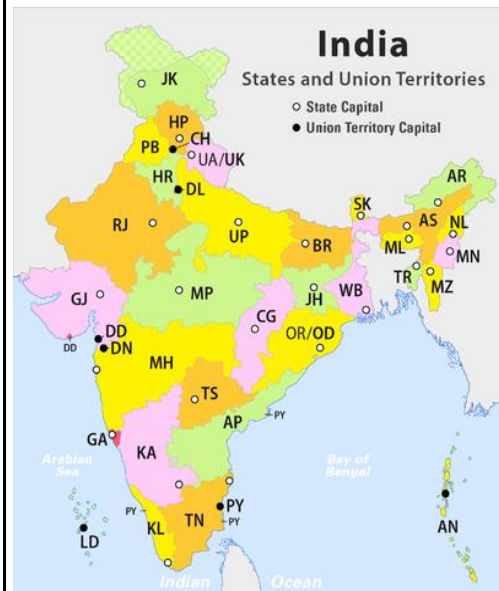 India
States and Union Territories
State Capital
Union Territory Capital
JK
HP
CH
PB
UA/UK
HR
DL
AR
SK
RJ
UP
BR
AS
NL
ML
MN
TR
MZ
GJ
MP
JH
WB
CG
DD
DN
DD
OR/OD
MH
TS
AP
PY
GA
KA
Arabian
Sea
Bay of
Bengal
PY
KL
TN
PY
PY
AN
LD
Indian Ocean